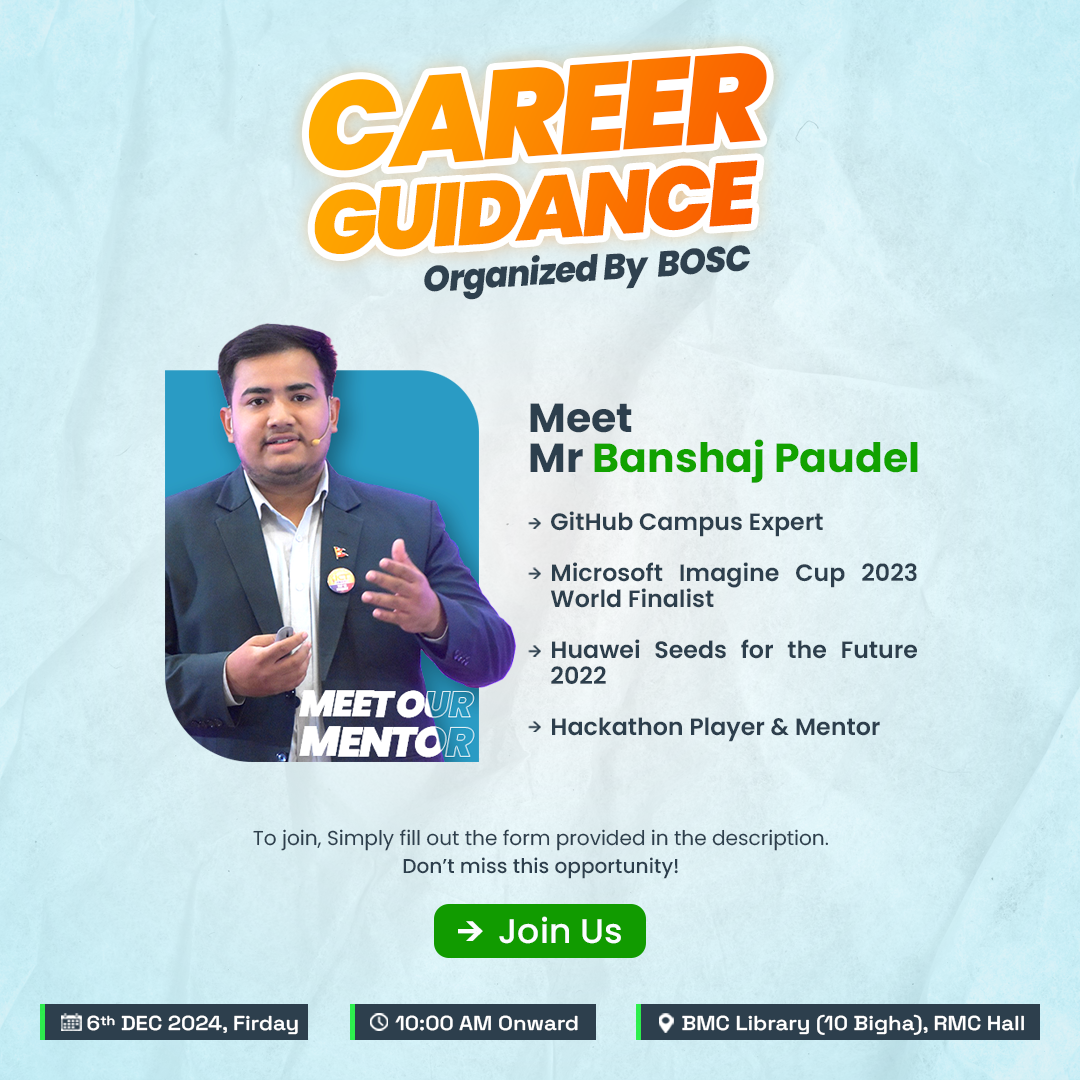 CAREER
GUIDANCE
Organized By BOSC
Meet
Mr Banshaj Paudel
→ GitHub Campus Expert
→ Microsoft Imagine Cup 2023
World Finalist
→ Huawei Seeds for the Future
2022
→ Hackathon Player & Mentor
MEET OUR
MENTOR
To join, Simply fill out the form provided in the description.
Don't miss this opportunity!
→ Join Us
6th DEC 2024, Firday
10:00 AM Onward
BMC Library (10 Bigha), RMC Hall